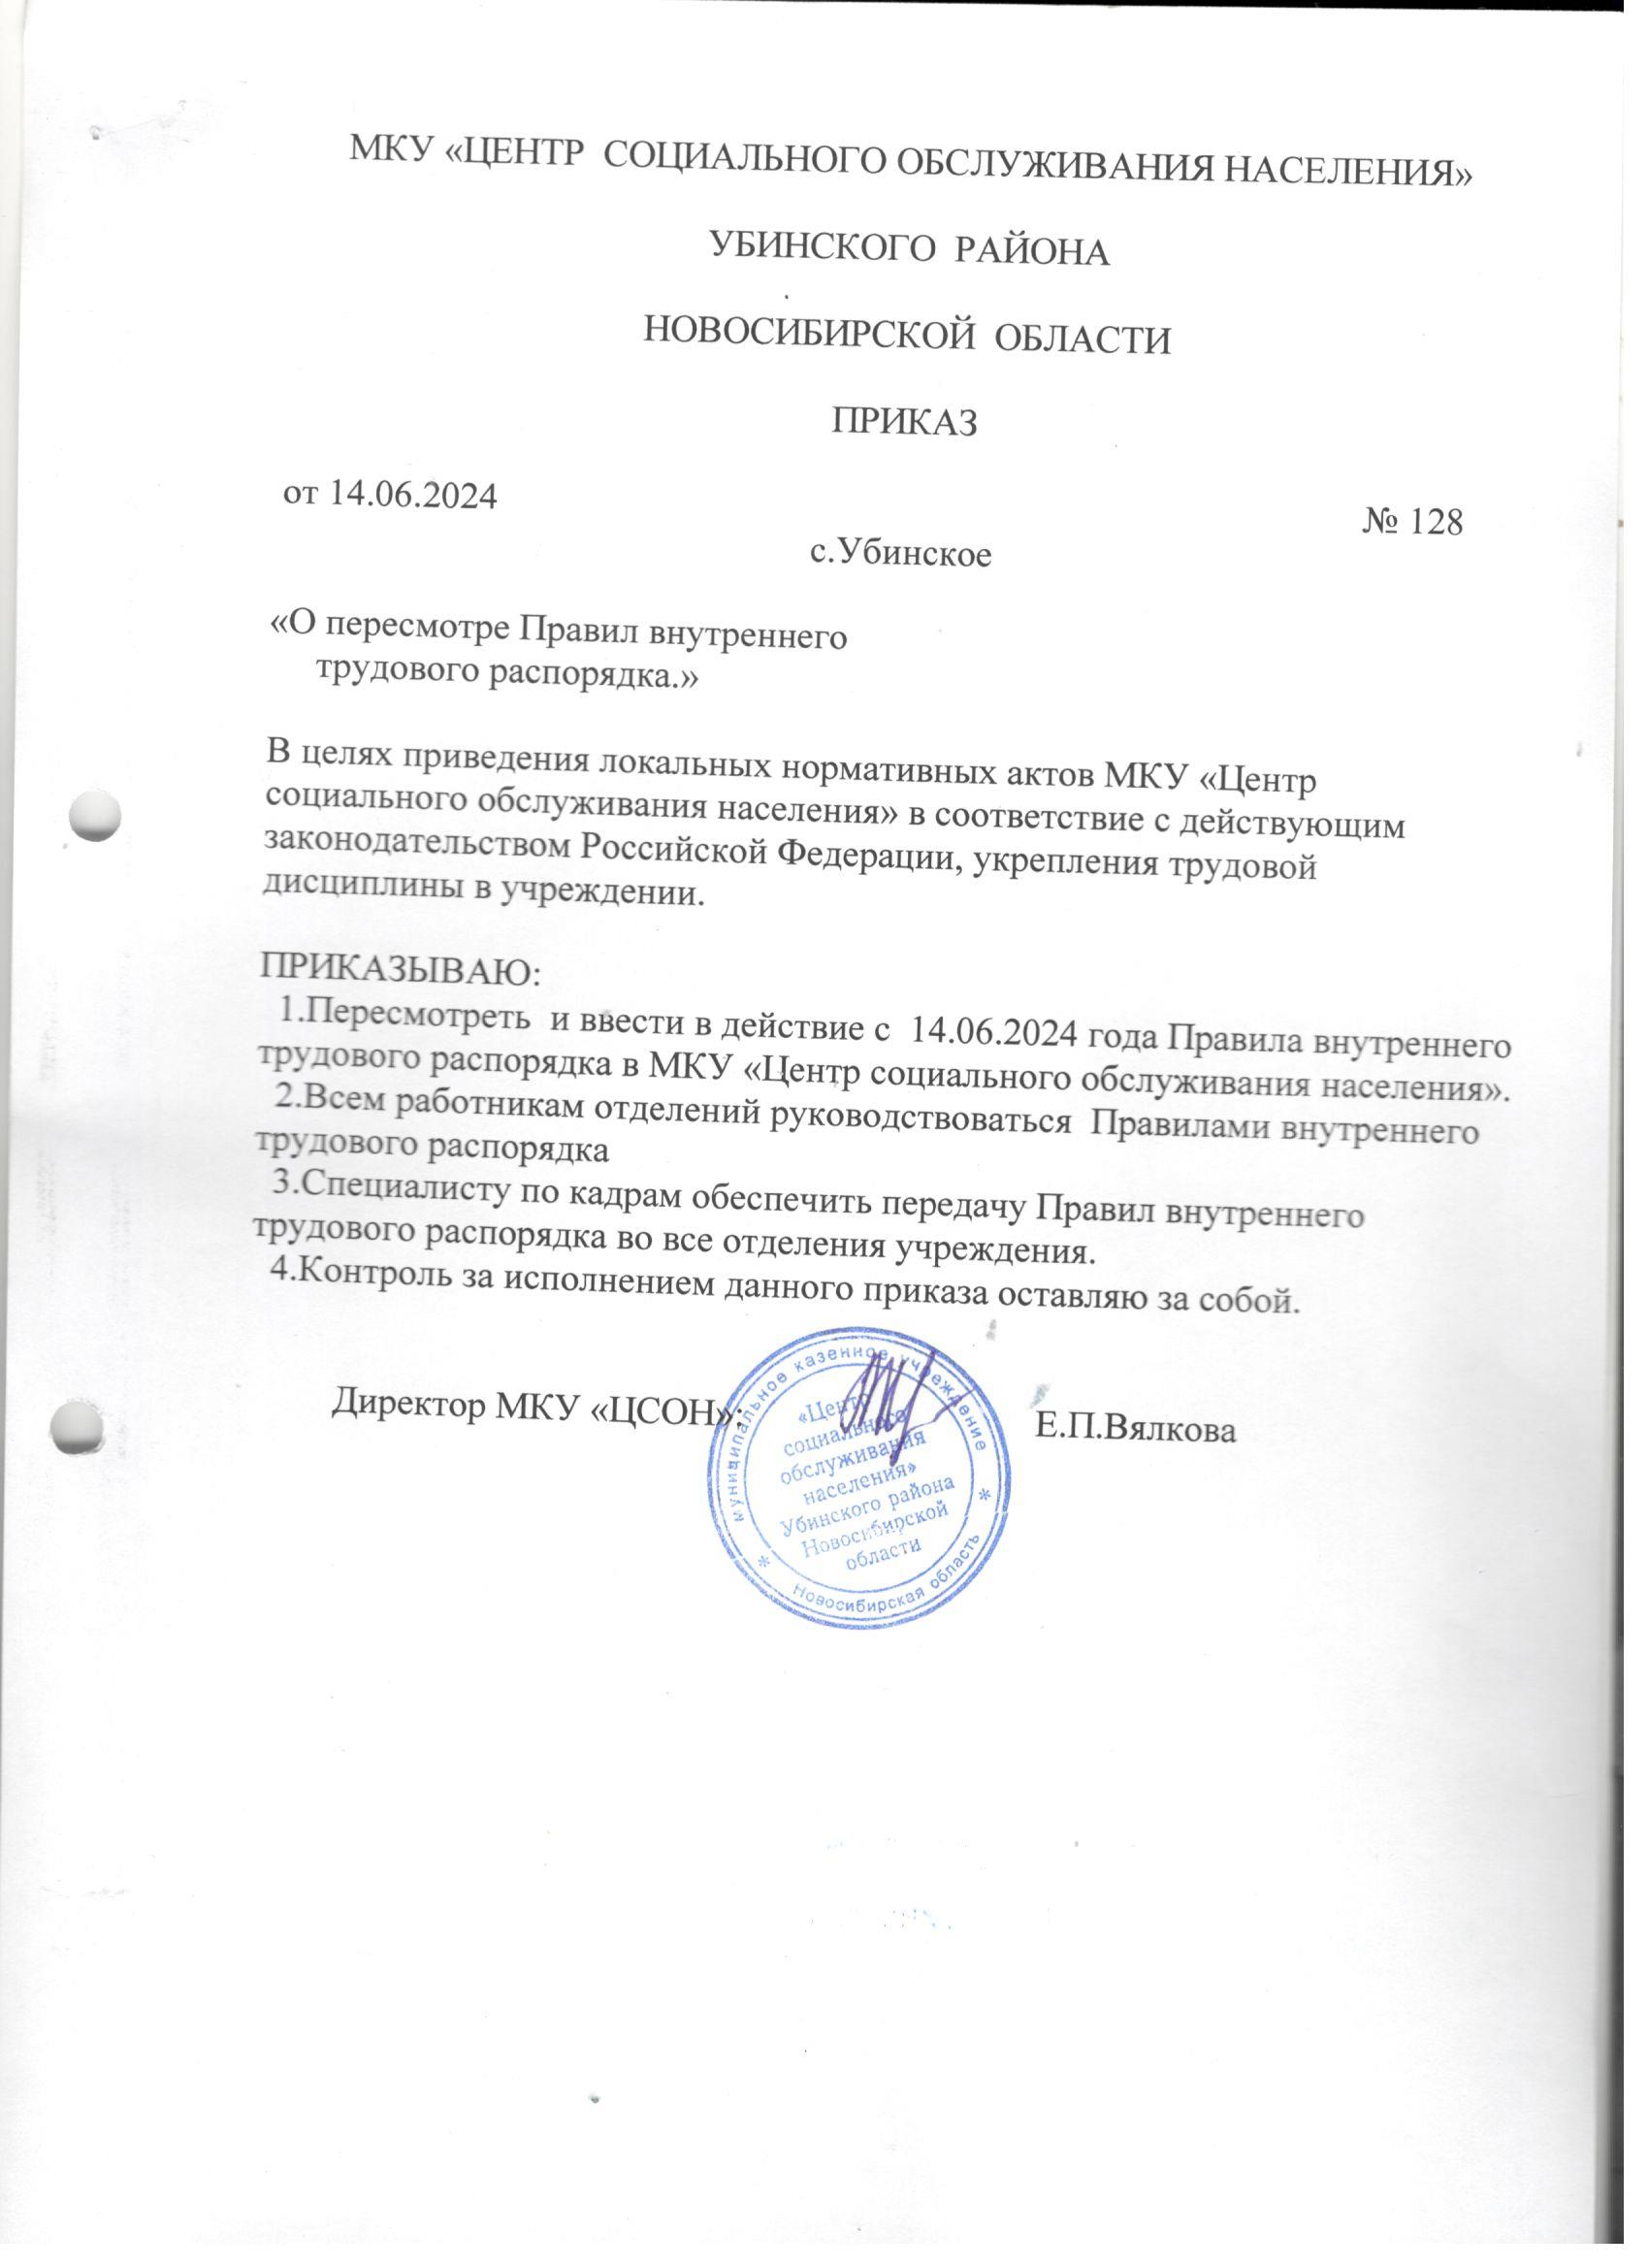 МКУ «ЦЕНТР СОЦИАЛЬНОГО ОБСЛУЖИВАНИЯ НАСЕЛЕНИЯ»
УБИНСКОГО РАЙОНА
НОВОСИБИРСКОЙ ОБЛАСТИ
ПРИКАЗ
от 14.06.2024
№ 128
с.Убинское
«О пересмотре Правил внутреннего
трудового распорядка.»
В целях приведения локальных нормативных актов МКУ «Центр
социального обслуживания населения» в соответствие с действующим
законодательством Российской Федерации, укрепления трудовой
дисциплины в учреждении.
ПРИКАЗЫВАЮ:
1.Пересмотреть и ввести в действие с 14.06.2024 года Правила внутреннего
трудового распорядка в МКУ «Центр социального обслуживания населения».
2.Всем работникам отделений руководствоваться Правилами внутреннего
трудового распорядка
3.Специалисту по кадрам обеспечить передачу Правил внутреннего
трудового распорядка во все отделения учреждения.
4.Контроль за исполнением данного приказа оставляю за собой.
Директор МКУ «ЦСОН»:
Е.П.Вялкова
муниципальное казенное учреждение
«Центр
социального
обслуживания
населения»
Убинского района
Новосибирской
области
* Новосибирская область *